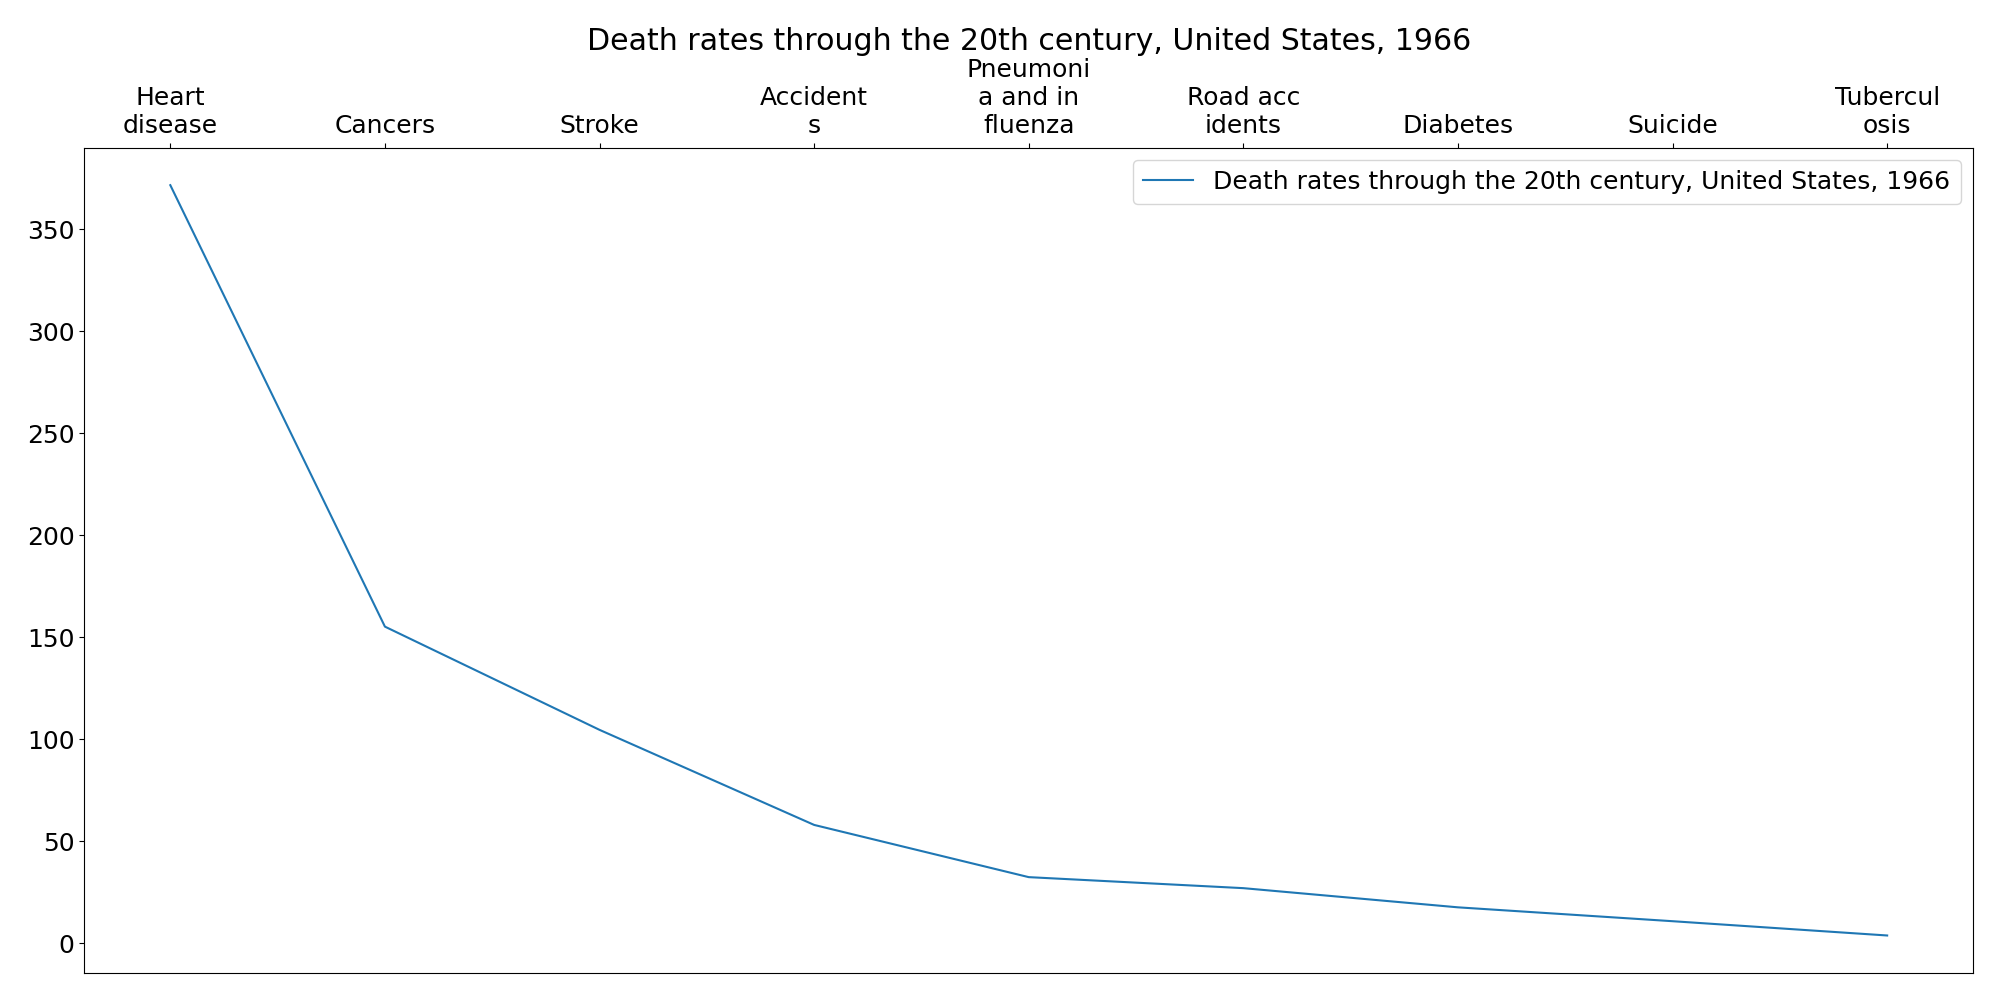 Death rates through the 20th century, United States, 1966
Heart
disease
Cancers
Stroke
Accident
s
Pneumoni
a and in
fluenza
Road acc
idents
Diabetes
Suicide
Tubercul
osis
Death rates through the 20th century, United States, 1966
350
300
250
200
150
100
50
0